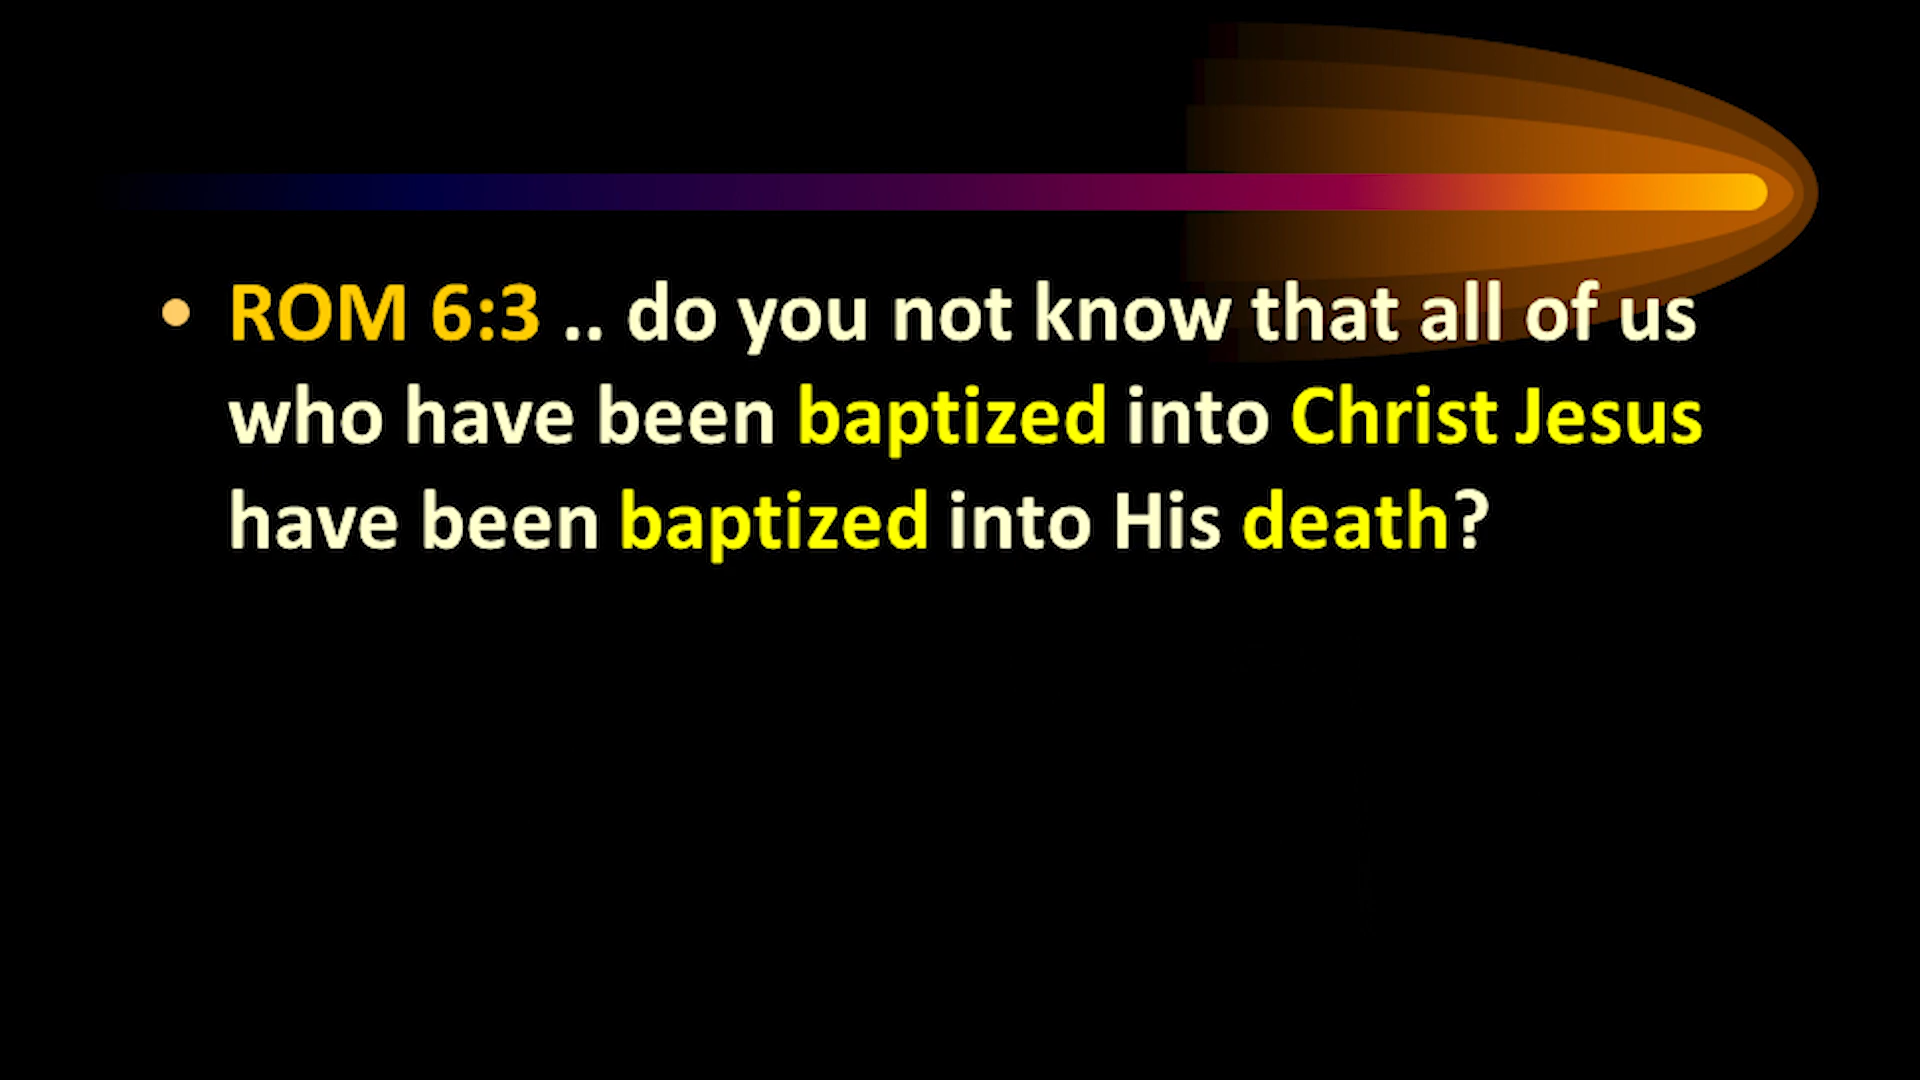 • ROM 6:3 .. do you not know that all of us
who have been baptized into Christ Jesus
have been baptized into His death?